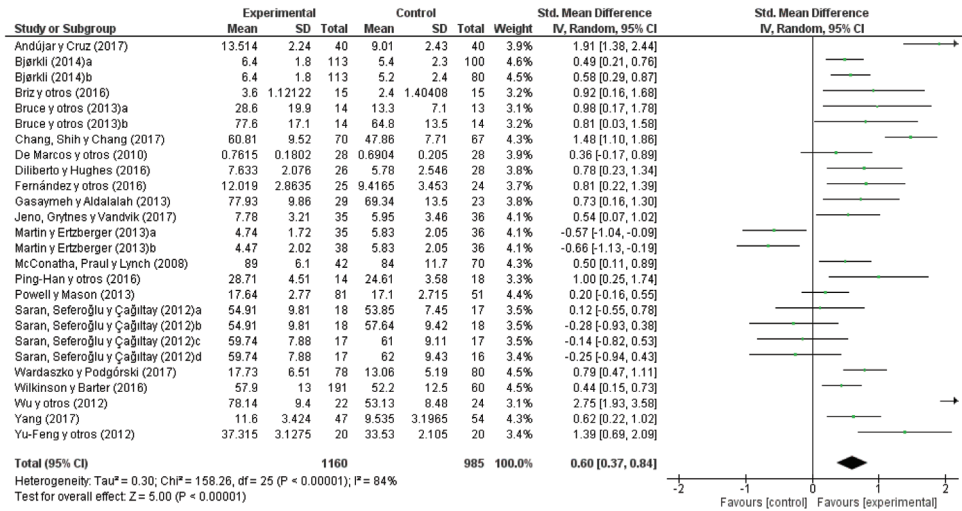 Experimental Control Std. Mean Difference Std. Mean Difference
Study or Subgroup Mean SD Total Mean SD Total Weight IV, Random, 95% CI IV, Random, 95% CI
Andújar y Cruz (2017) 13.514 2.24 40 9.01 2.43 40 3.9% 1.91 [1.38, 2.44]
Bjørkli (2014)a 6.4 1.8 113 5.4 2.3 100 4.7% 0.49 [0.21, 0.76]
Bjørkli (2014)b 6.4 1.8 113 5.2 2.4 80 4.7% 0.58 [0.29, 0.87]
Briz y otros (2016) 3.6 1.12122 15 2.4 1.40408 15 3.2% 0.92 [0.16, 1.68]
Bruce y otros (2013)a 28.6 19.9 14 13.3 7.1 13 3.0% 0.98 [0.17, 1.78]
Bruce y otros (2013)b 77.6 17.1 14 64.8 13.5 14 3.1% 0.81 [0.03, 1.58]
Chang, Shih y Chang (2017) 60.81 9.52 70 47.86 7.71 67 4.4% 1.48 [1.10, 1.86]
De Marcos y otros (2010) 0.7615 0.1802 28 0.6904 0.205 28 3.9% 0.36 [-0.17, 0.89]
Diliberto y Hughes (2016) 7.633 2.076 26 5.78 2.546 28 3.8% 0.78 [0.23, 1.34]
Fernández y otros (2016) 12.019 2.8635 25 9.4165 3.453 24 3.7% 0.81 [0.22, 1.39]
Gasaymeh y Aldalalah (2013) 77.93 9.86 29 69.34 13.5 23 3.8% 0.73 [0.16, 1.30]
Jeno, Grytnes y Vandvik (2017) 7.78 3.21 35 5.95 3.46 36 4.1% 0.54 [0.07, 1.02]
Martin y Ertzberger (2013)a 4.74 1.72 35 5.83 2.05 36 4.1% -0.57 [-1.04, -0.09]
Martin y Ertzberger (2013)b 4.47 2.02 38 5.83 2.05 36 4.1% -0.66 [-1.13, -0.19]
McConatha, Praul y Lynch (2008) 89 6.1 42 84 11.7 70 4.4% 0.50 [0.11, 0.89]
Ping-Han y otros (2016) 28.71 4.51 14 24.61 3.58 18 3.2% 1.00 [0.25, 1.74]
Powell y Mason (2013) 17.64 2.77 81 17.1 2.715 51 4.5% 0.20 [-0.16, 0.55]
Saran, Seferoğlu y Çağıltay (2012)a 54.91 9.81 18 53.85 7.45 17 3.4% 0.12 [-0.55, 0.78]
Saran, Seferoğlu y Çağıltay (2012)b 54.91 9.81 18 57.64 9.42 18 3.5% -0.28 [-0.93, 0.38]
Saran, Seferoğlu y Çağıltay (2012)c 59.74 7.88 17 61 9.11 17 3.4% -0.14 [-0.82, 0.53]
Saran, Seferoğlu y Çağıltay (2012)d 59.74 7.88 17 62 9.43 16 3.4% -0.25 [-0.94, 0.43]
Wardaszko y Podgórski (2017) 17.73 6.51 78 13.06 5.19 80 4.5% 0.79 [0.47, 1.11]
Wilkinson y Barter (2016) 57.9 13 191 52.2 12.5 60 4.6% 0.44 [0.15, 0.73]
Wu y otros (2012) 78.14 9.4 22 53.13 8.48 24 2.9% 2.75 [1.93, 3.58]
Yang (2017) 11.6 3.424 47 9.535 3.1965 54 4.3% 0.62 [0.22, 1.02]
Yu-Feng y otros (2012) 37.315 3.1275 20 33.53 2.105 20 3.4% 1.39 [0.69, 2.09]
Total (95% CI) 1160 985 100.0% 0.60 [0.37, 0.84]
Heterogeneity: Tau² = 0.30; Chi² = 158.26, df = 25 (P < 0.00001); I² = 84%
Test for overall effect: Z = 5.00 (P < 0.00001)
-2 -1 0 1 2
Favours [control] Favours [experimental]